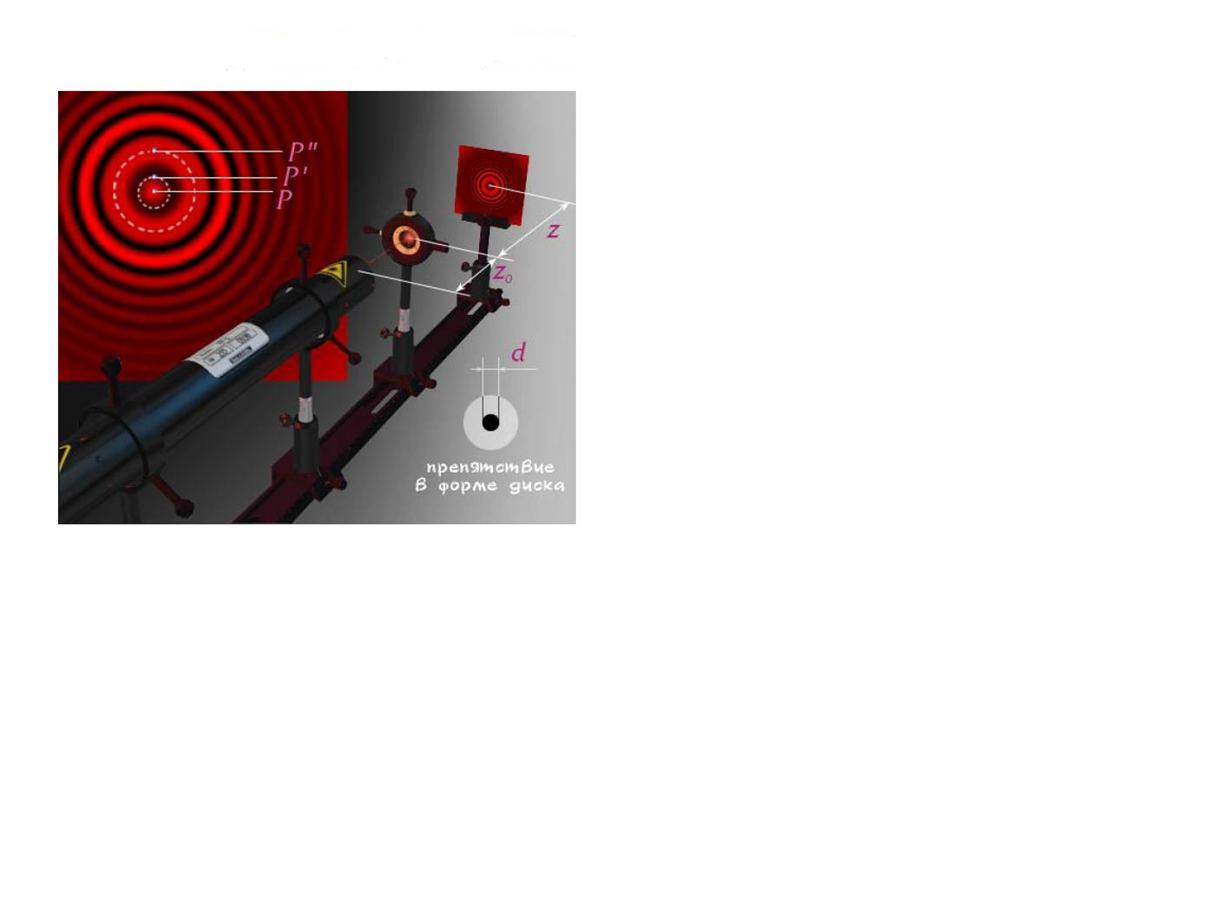 P"
P'
P
z
z₀
d
препятствие
в форме диска